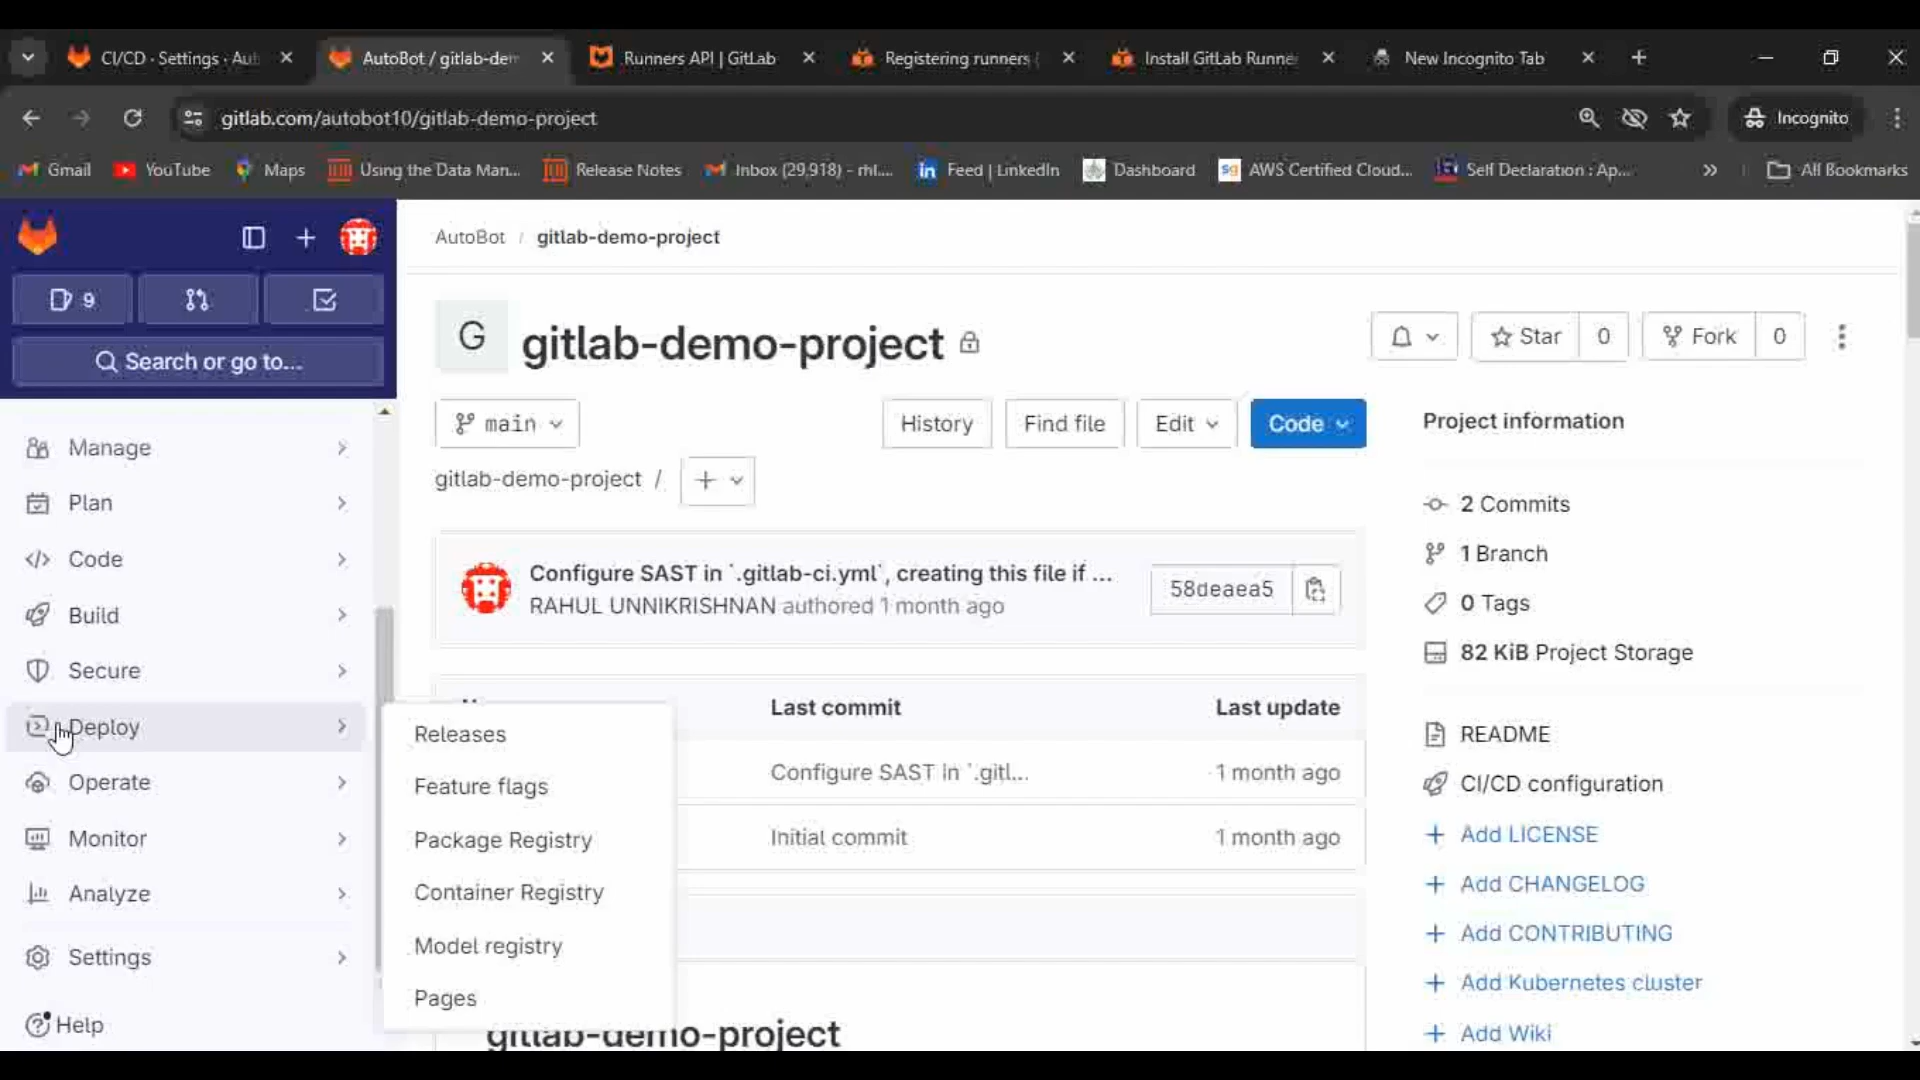 CI/CD · Settings · Aut
AutoBot / gitlab-dem
Runners API | GitLab
Registering runners |
Install GitLab Runne
New Incognito Tab
gitlab.com/autobot10/gitlab-demo-project
Incognito
Gmail
YouTube
Maps
Using the Data Man...
Release Notes
Inbox (29,918) - rhl....
Feed | LinkedIn
Dashboard
AWS Certified Cloud...
Self Declaration : Ap...
All Bookmarks
AutoBot / gitlab-demo-project
9
Search or go to...
G
gitlab-demo-project
Star 0
Fork 0
main
History
Find file
Edit
Code
Project information
Manage
gitlab-demo-project /
Plan
2 Commits
1 Branch
Code
Configure SAST in `.gitlab-ci.yml`, creating this file if ...
RAHUL UNNIKRISHNAN authored 1 month ago
58deaea5
0 Tags
Build
82 KiB Project Storage
Secure
Last commit
Last update
Deploy
Releases
README
Configure SAST in `.gitl...
1 month ago
Operate
Feature flags
CI/CD configuration
Monitor
Package Registry
Initial commit
1 month ago
Add LICENSE
Analyze
Container Registry
Add CHANGELOG
Add CONTRIBUTING
Settings
Model registry
Add Kubernetes cluster
Pages
Help
gitlab-demo-project
Add Wiki